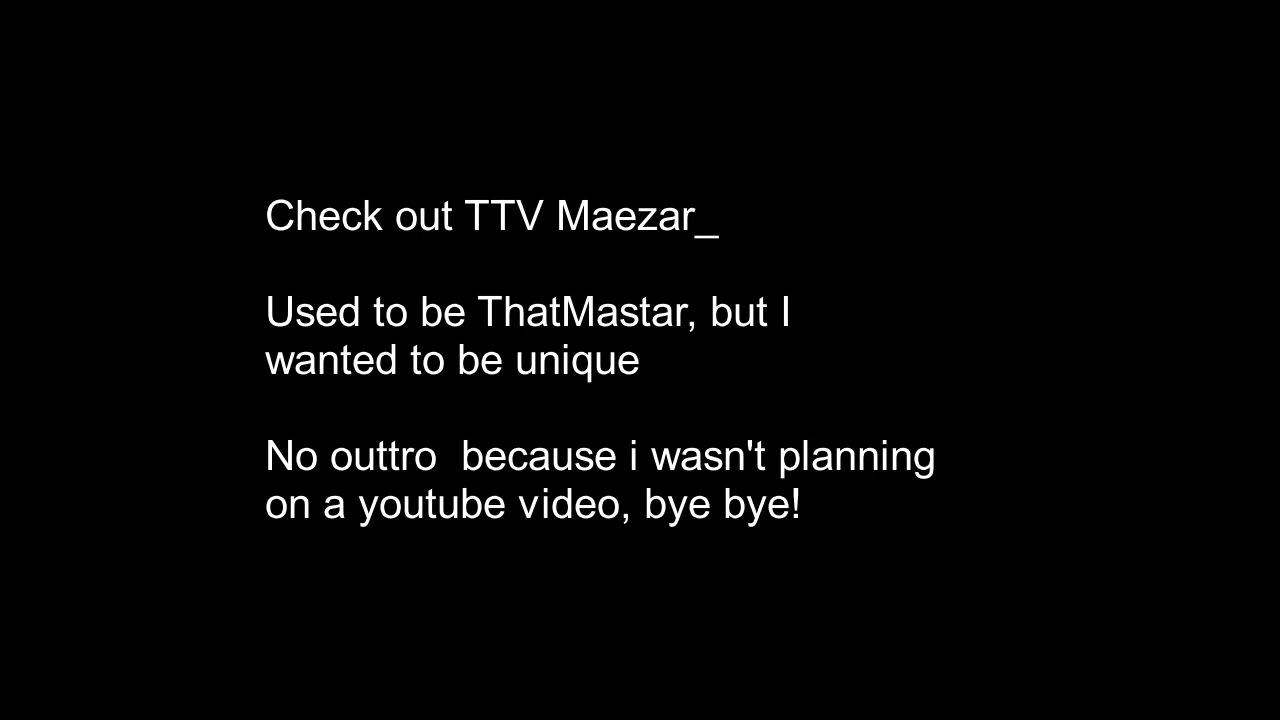 Check out TTV Maezar_
Used to be ThatMastar, but I
wanted to be unique
No outtro  because i wasn't planning
on a youtube video, bye bye!